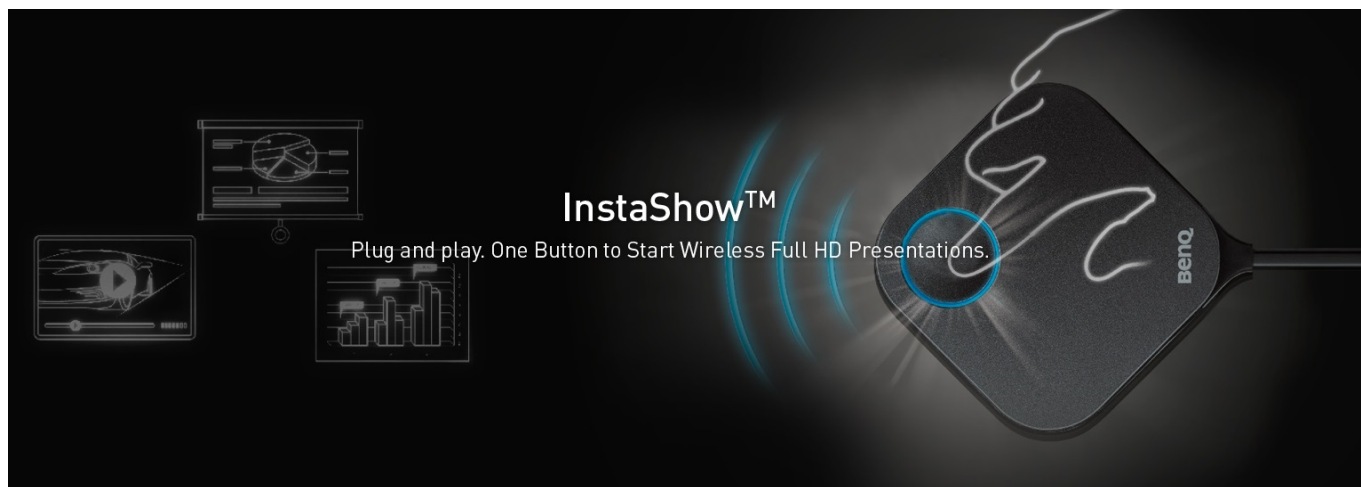 InstaShow™
Plug and play. One Button to Start Wireless Full HD Presentations.
BenQ